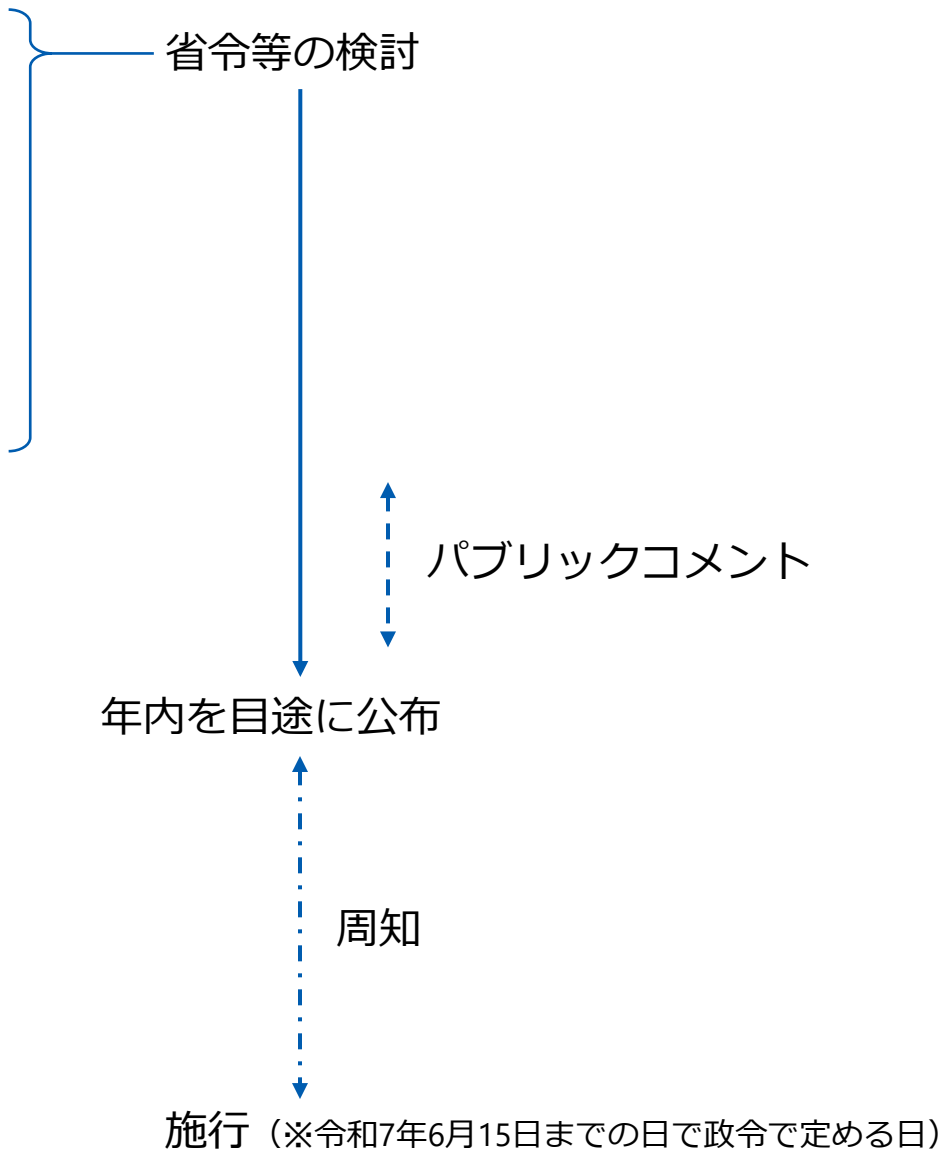 省令等の検討
パブリックコメント
年内を目途に公布
周知
施行（※令和7年6月15日までの日で政令で定める日）